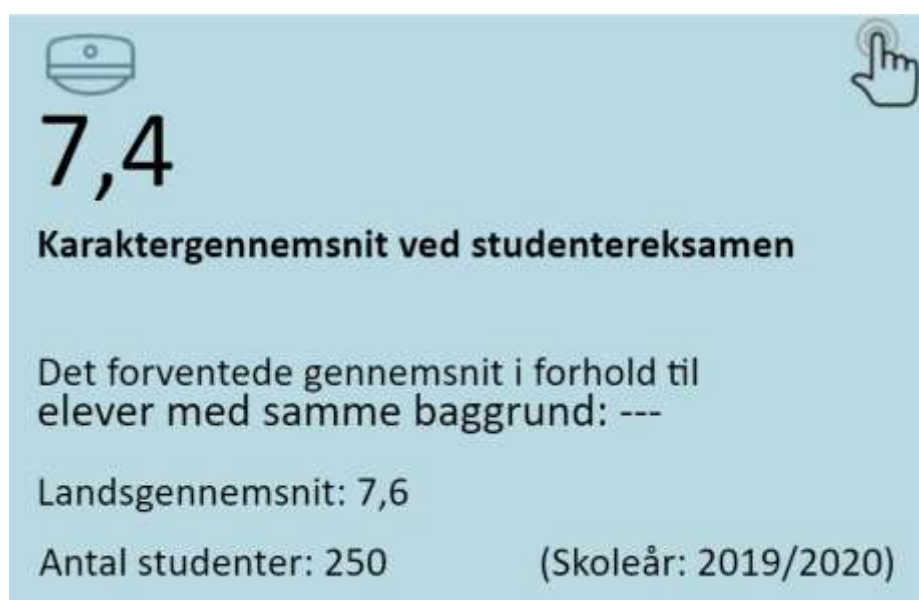 7,4
Karaktergennemsnit ved studentereksamen
Det forventede gennemsnit i forhold til
elever med samme baggrund: ---
Landsgennemsnit: 7,6
Antal studenter: 250 (Skoleår: 2019/2020)